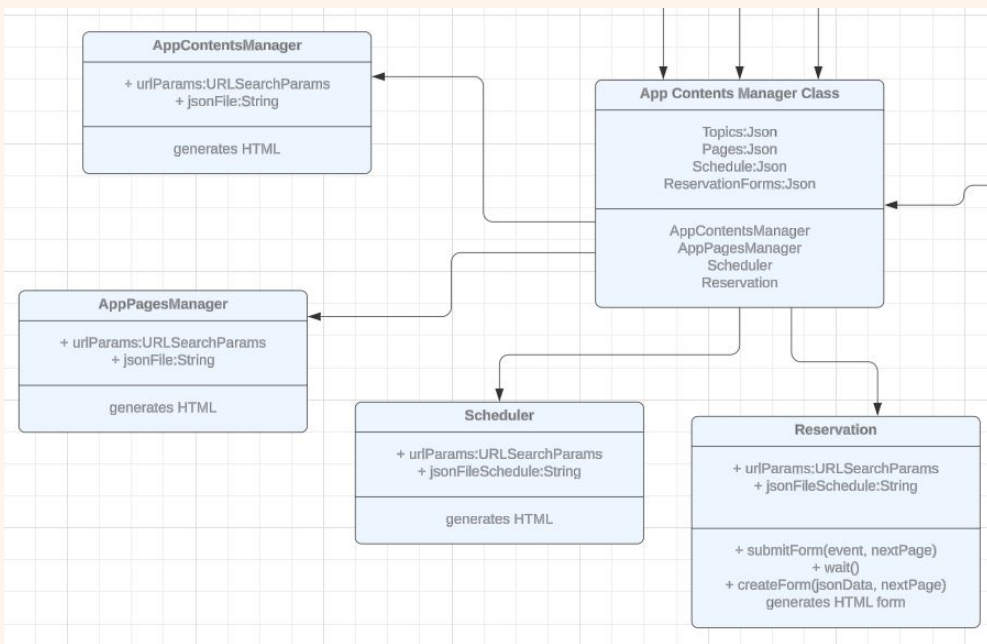 AppContentsManager
+ urlParams:URLSearchParams
+ jsonFile:String
generates HTML
App Contents Manager Class
Topics:Json
Pages:Json
Schedule:Json
ReservationForms:Json
AppContentsManager
AppPagesManager
Scheduler
Reservation
AppPagesManager
+ urlParams:URLSearchParams
+ jsonFile:String
generates HTML
Scheduler
+ urlParams:URLSearchParams
+ jsonFileSchedule:String
generates HTML
Reservation
+ urlParams:URLSearchParams
+ jsonFileSchedule:String
+ submitForm(event, nextPage)
+ wait()
+ createForm(jsonData, nextPage)
generates HTML form